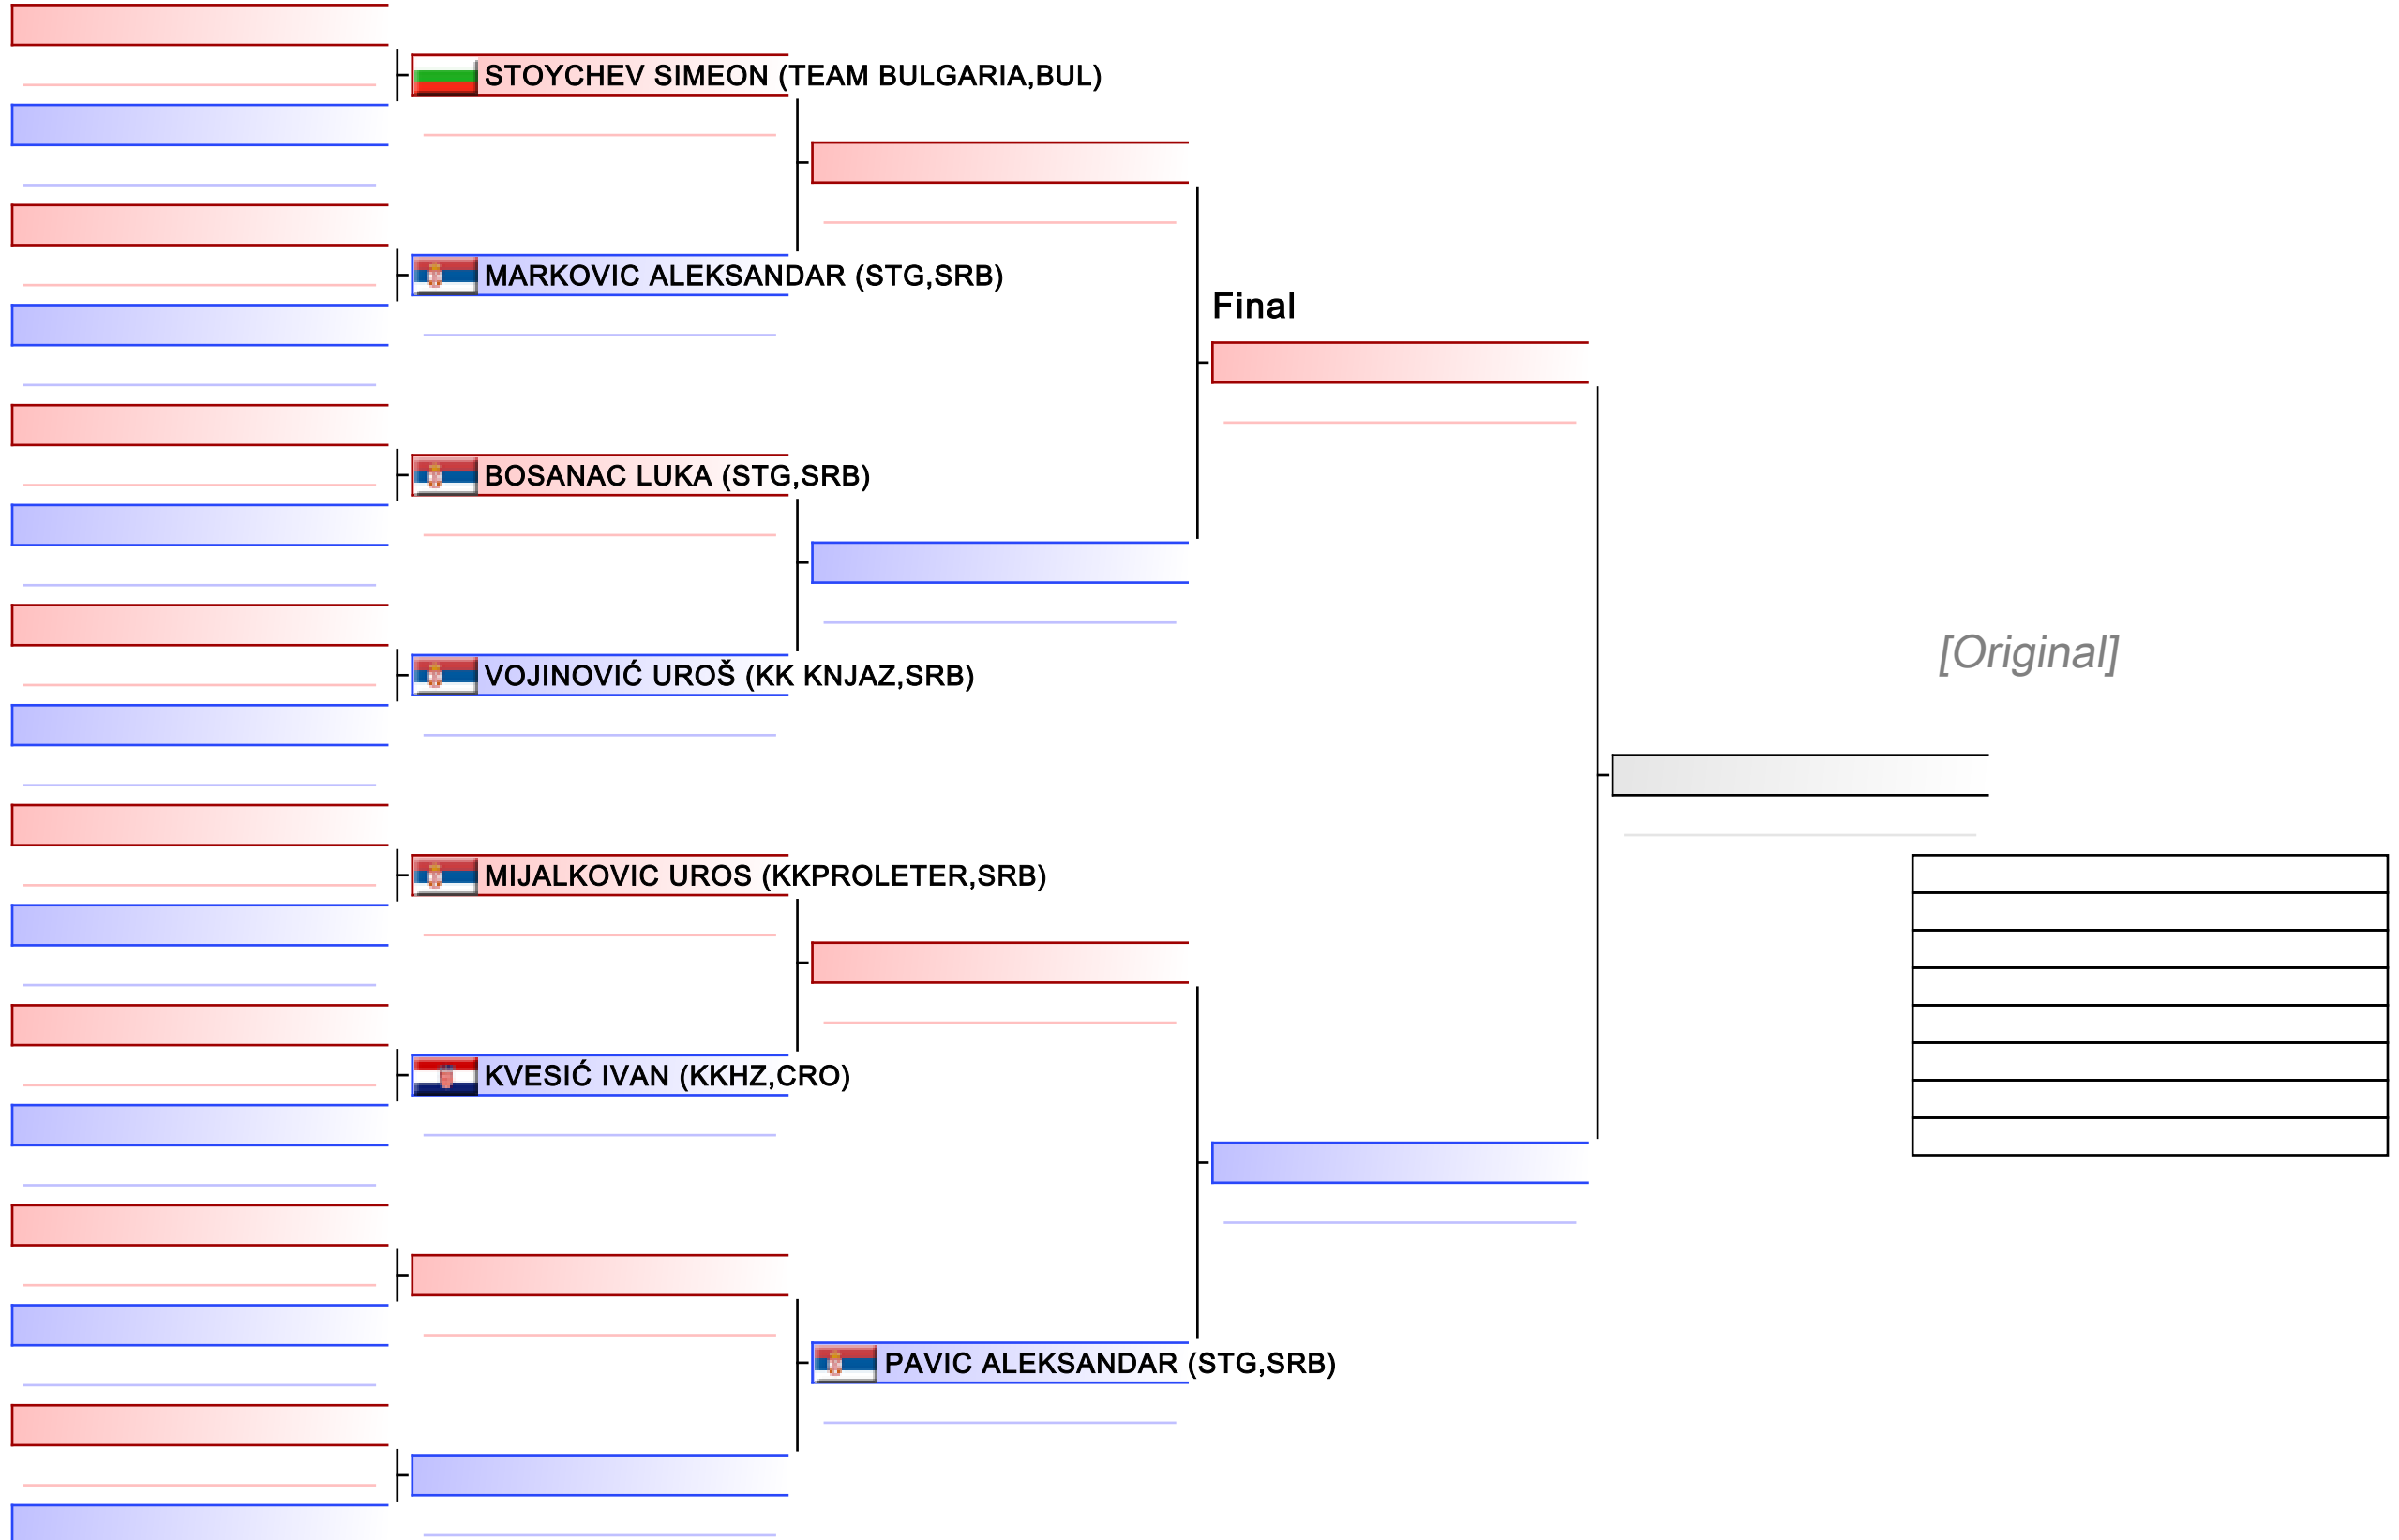 STOYCHEV SIMEON (TEAM BULGARIA,BUL)
MARKOVIC ALEKSANDAR (STG,SRB)
Final
BOSANAC LUKA (STG,SRB)
VOJINOVIĆ UROŠ (KK KNJAZ,SRB)
[Original]
MIJALKOVIC UROS (KKPROLETER,SRB)
KVESIĆ IVAN (KKHZ,CRO)
PAVIC ALEKSANDAR (STG,SRB)